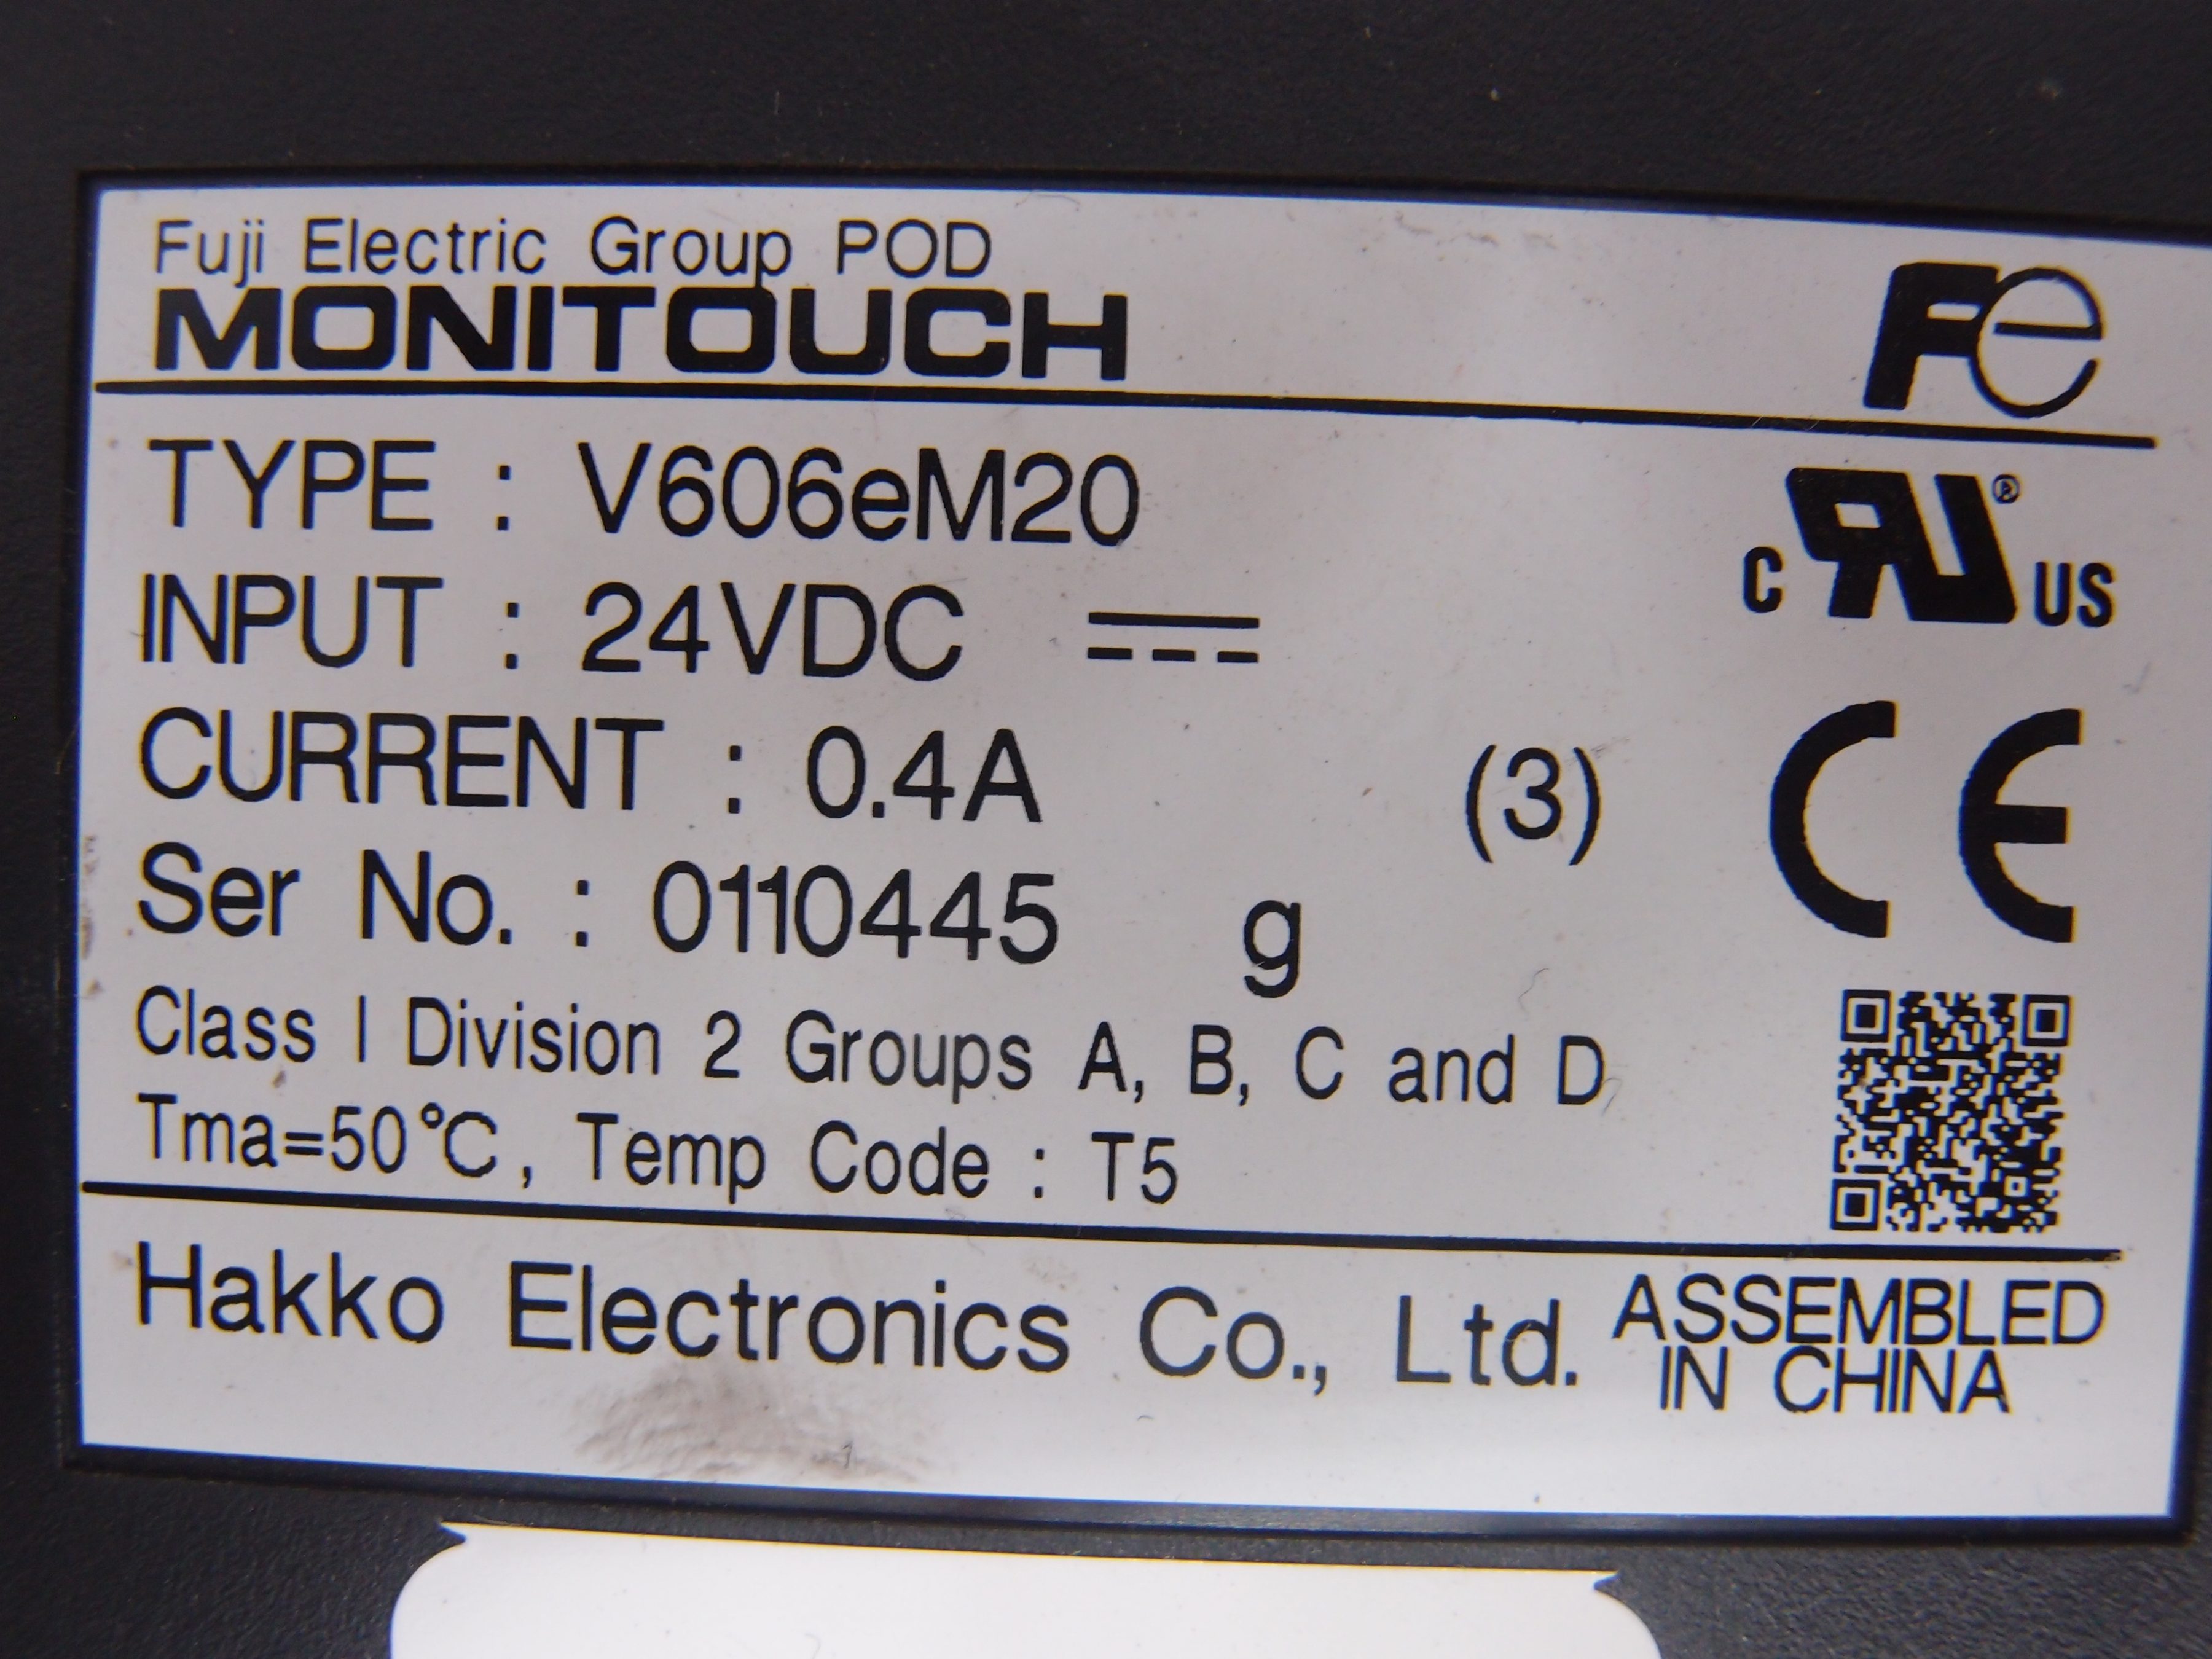 Fuji Electric Group POD
MONITOUCH
Fe
TYPE : V606eM20
INPUT : 24VDC
CURRENT : 0.4A
(3)
Ser No. : 0110445 g
Class I Division 2 Groups A, B, C and D
Tma=50℃, Temp Code : T5
c RU ® US
CE
Hakko Electronics Co., Ltd.
ASSEMBLED
IN CHINA